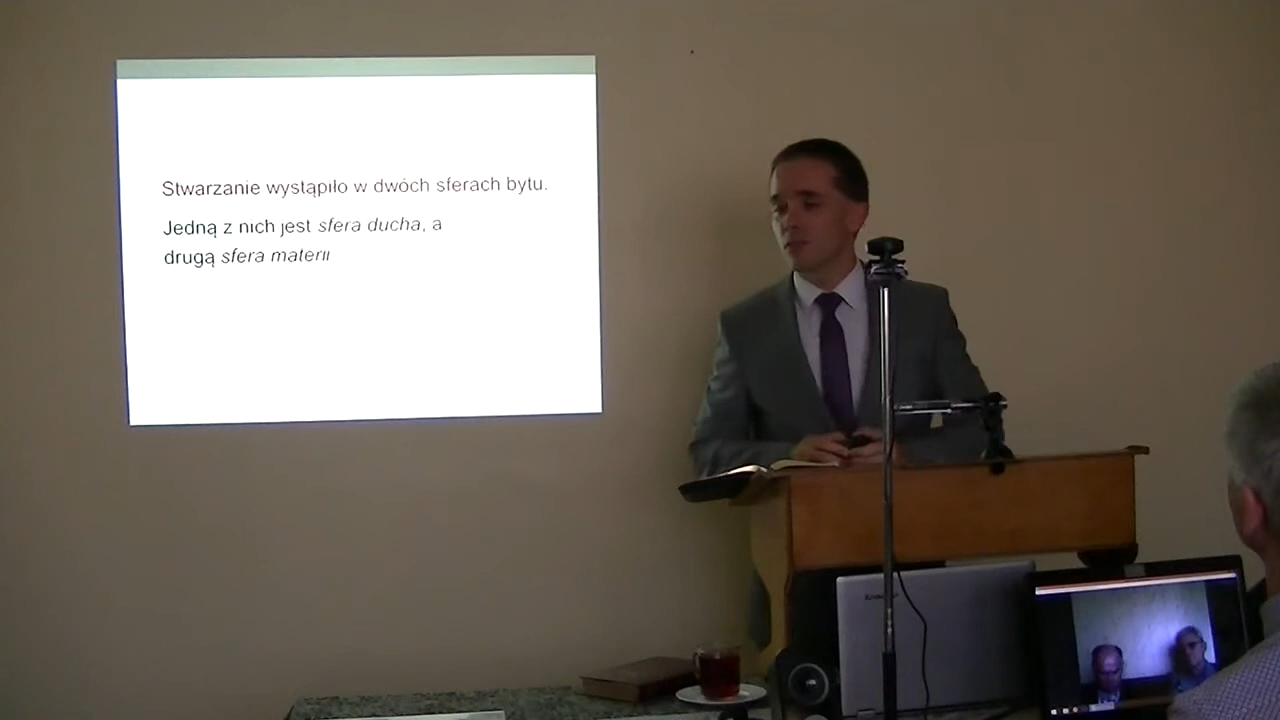 Stwarzanie wystąpiło w dwóch sferach bytu.
Jedną z nich jest sfera ducha, a
drugą sfera materii